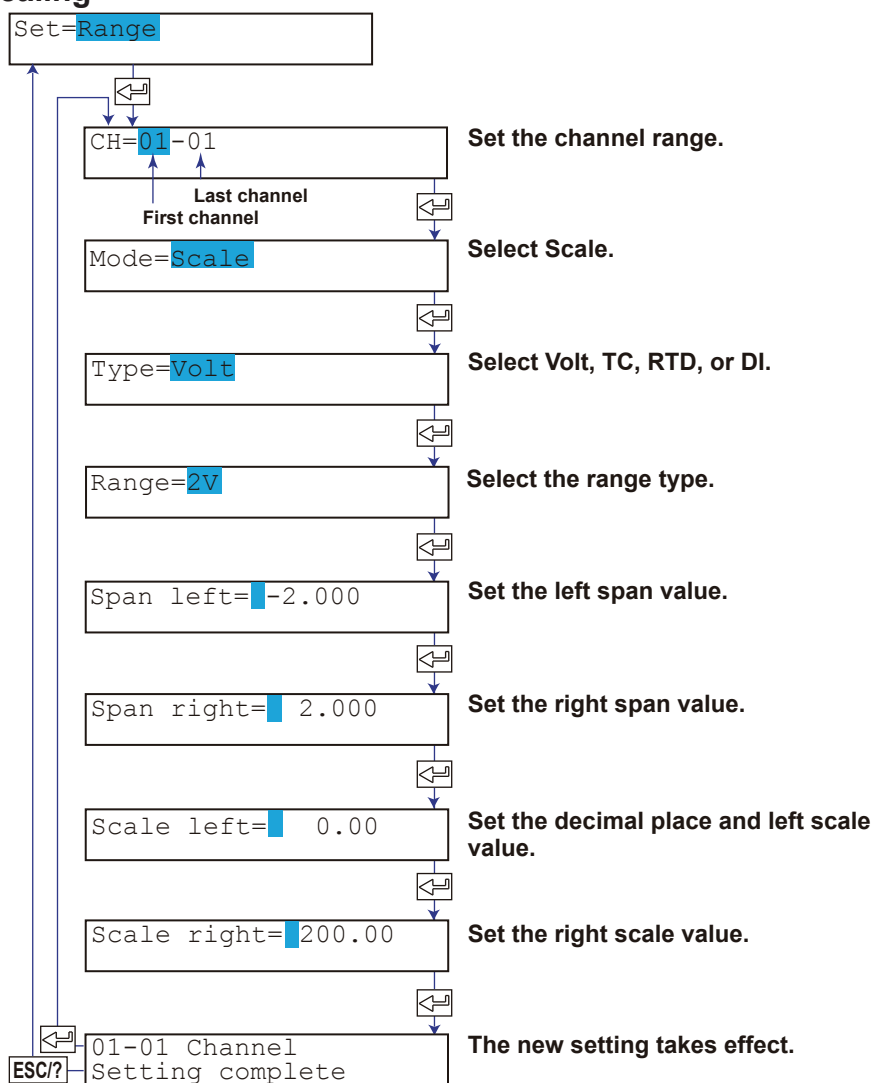 Set=Range
CH=01-01
Set the channel range.
Last channel
First channel
Mode=Scale
Select Scale.
Type=Volt
Select Volt, TC, RTD, or DI.
Range=2V
Select the range type.
Span left= -2.000
Set the left span value.
Span right= 2.000
Set the right span value.
Scale left= 0.00
Set the decimal place and left scale
value.
Scale right= 200.00
Set the right scale value.
01-01 Channel
The new setting takes effect.
ESC/?
Setting complete